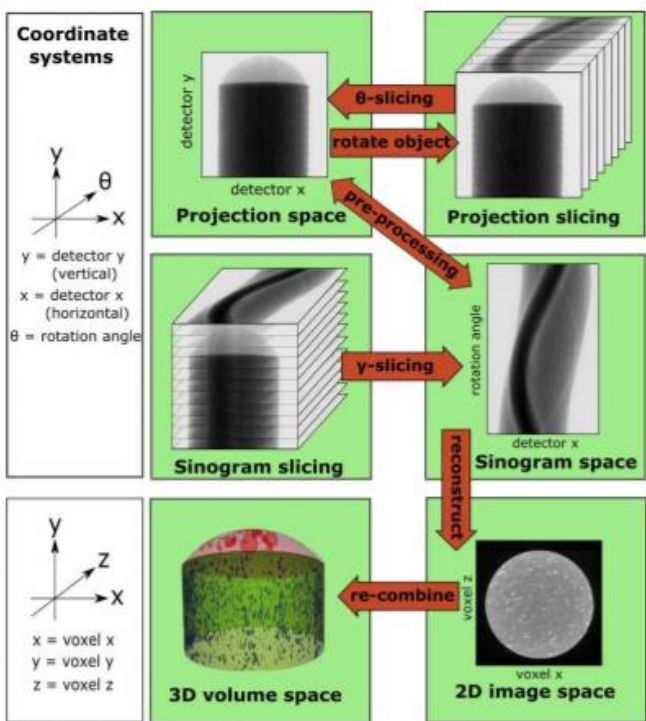 Coordinate
systems
y
θ
x
y = detector y
(vertical)
x = detector x
(horizontal)
θ = rotation angle
detector y
detector x
Projection space
θ-slicing
rotate object
Projection slicing
pre-processing
Sinogram slicing
y-slicing
rotation angle
detector x
Sinogram space
reconstruct
y
z
x
x = voxel x
y = voxel y
z = voxel z
3D volume space
re-combine
voxel z
voxel x
2D image space